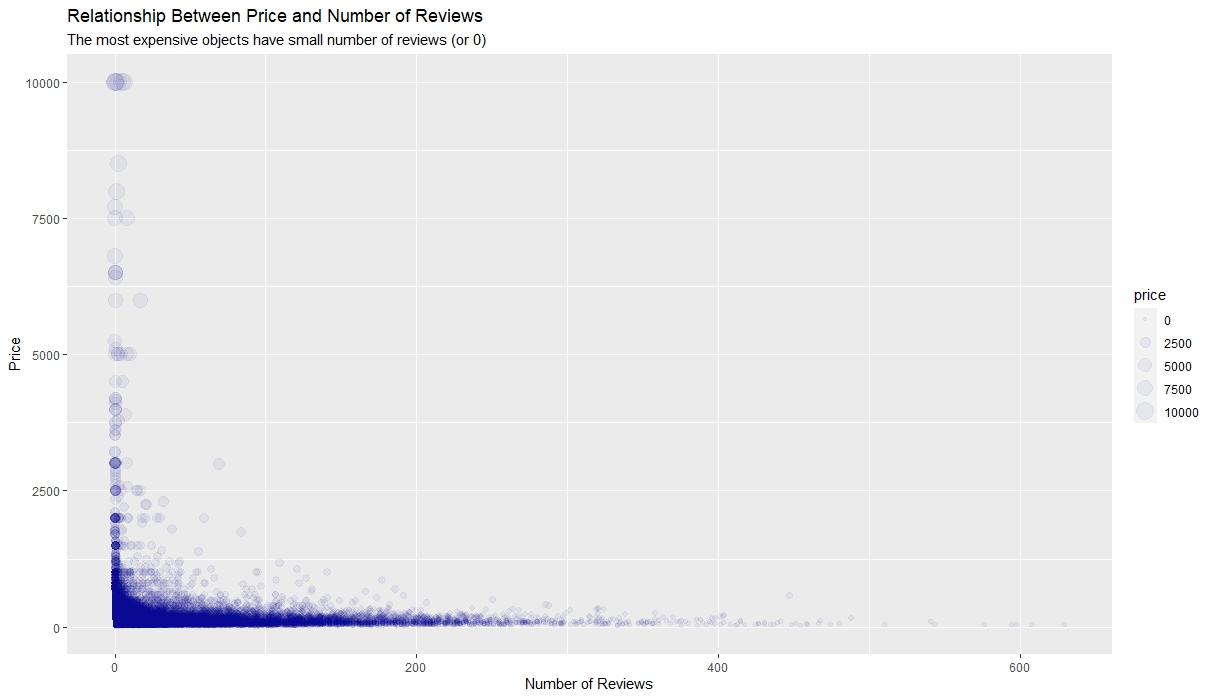 Relationship Between Price and Number of Reviews
The most expensive objects have small number of reviews (or 0)
Price
10000
7500
5000
2500
0
0
200
400
600
Number of Reviews
price
0
2500
5000
7500
10000